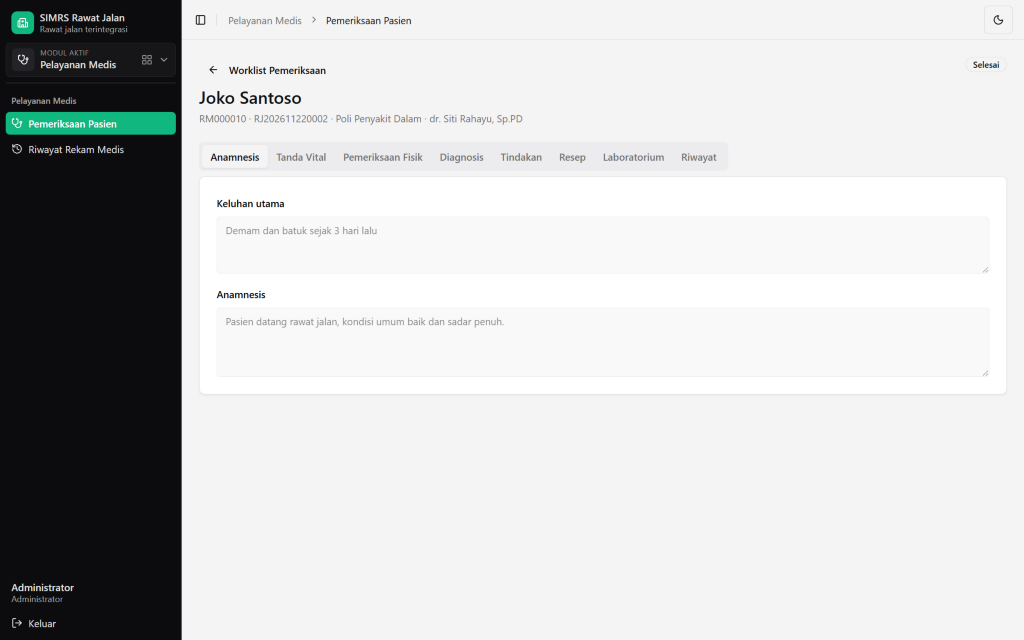 SIMRS Rawat Jalan
Rawat jalan terintegrasi
MODUL AKTIF
Pelayanan Medis
Pelayanan Medis
Pemeriksaan Pasien
Riwayat Rekam Medis
Administrator
Administrator
Keluar
Pelayanan Medis > Pemeriksaan Pasien
Worklist Pemeriksaan
Selesai
Joko Santoso
RM000010 · RJ202611220002 · Poli Penyakit Dalam · dr. Siti Rahayu, Sp.PD
Anamnesis Tanda Vital Pemeriksaan Fisik Diagnosis Tindakan Resep Laboratorium Riwayat
Keluhan utama
Demam dan batuk sejak 3 hari lalu
Anamnesis
Pasien datang rawat jalan, kondisi umum baik dan sadar penuh.